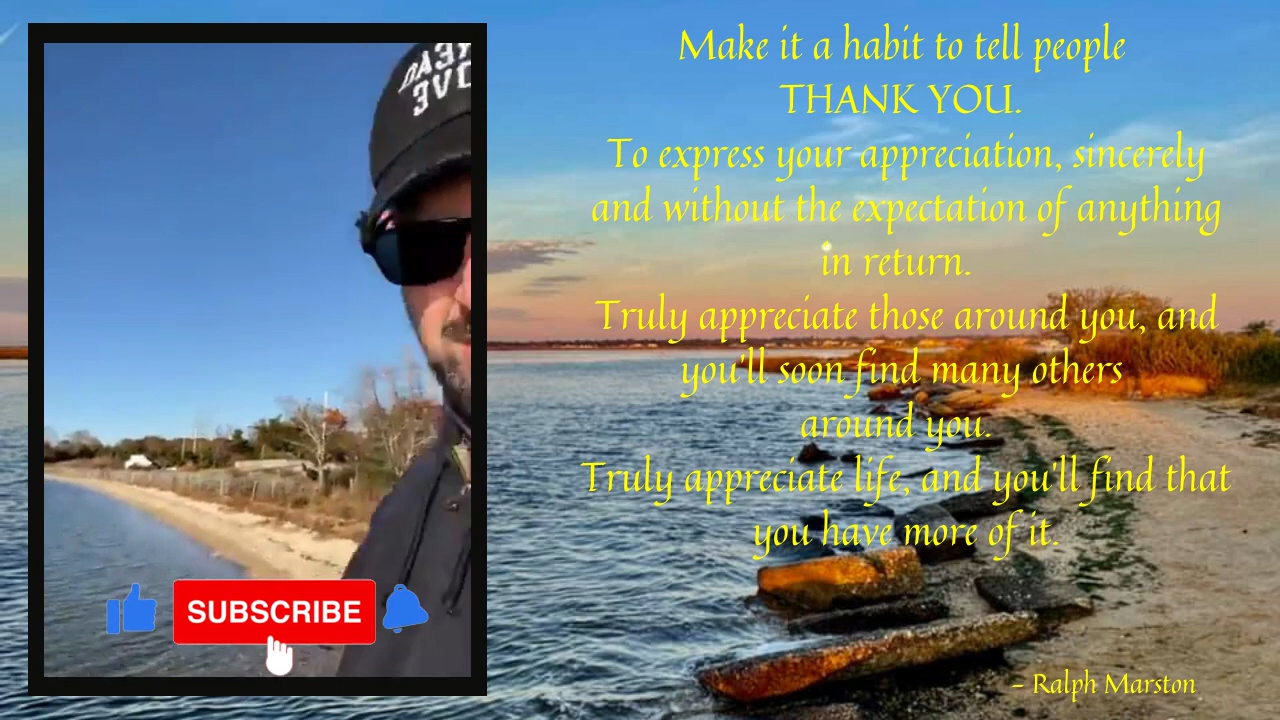 Make it a habit to tell people
THANK YOU.
To express your appreciation, sincerely
and without the expectation of anything
in return.
Truly appreciate those around you, and
you'll soon find many others
around you.
Truly appreciate life, and you'll find that
you have more of it.
- Ralph Marston
SUBSCRIBE